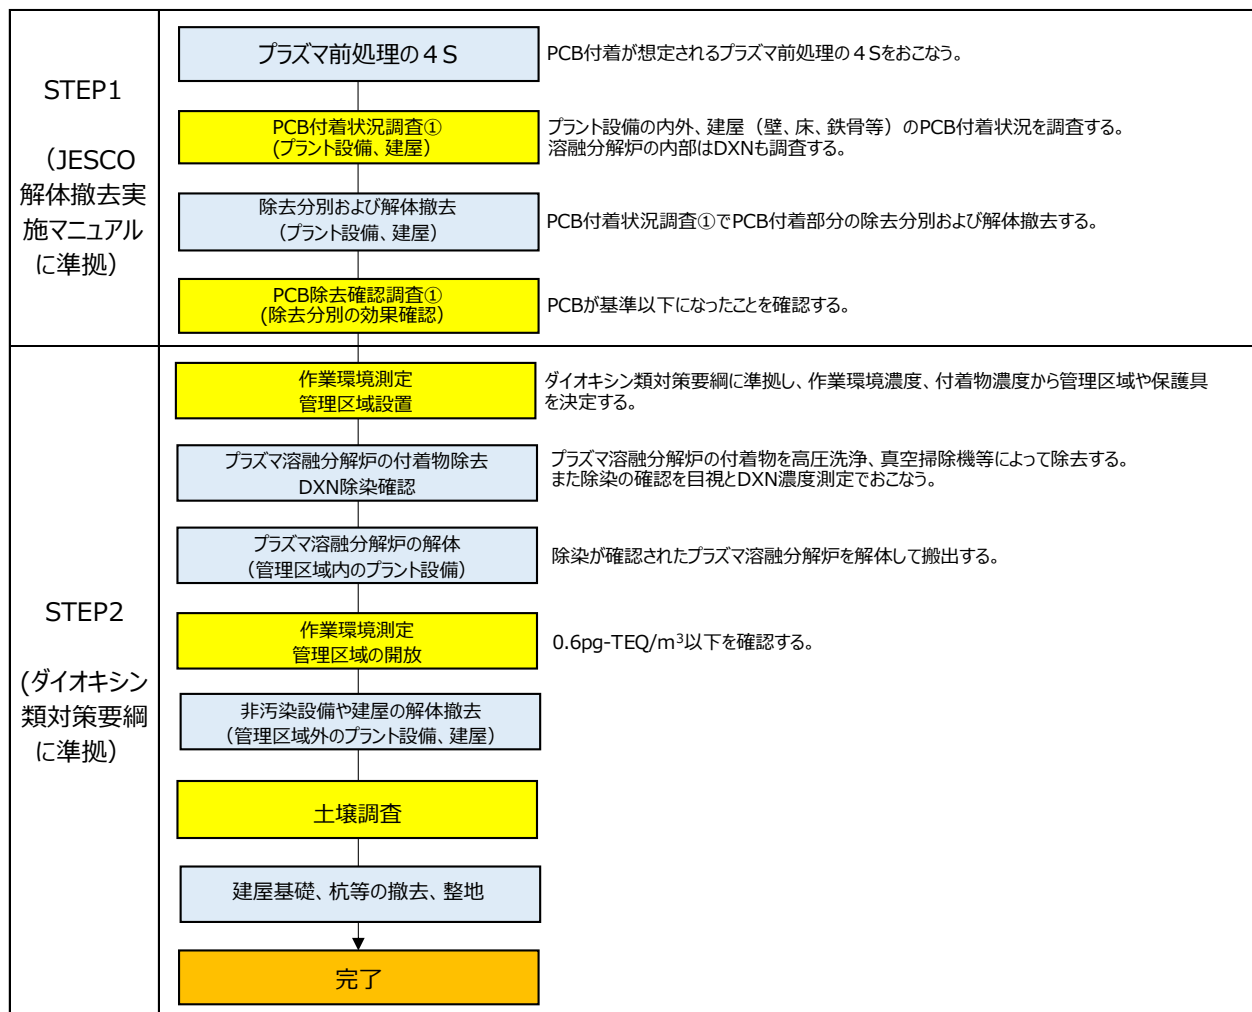 STEP1
（JESCO
解体撤去実
施マニュアル
に準拠）
プラズマ前処理の４S
PCB付着が想定されるプラズマ前処理の４Sをおこなう。
PCB付着状況調査①
(プラント設備、建屋）
プラント設備の内外、建屋（壁、床、鉄骨等）のPCB付着状況を調査する。
溶融分解炉の内部はDXNも調査する。
除去分別および解体撤去
(プラント設備、建屋）
PCB付着状況調査①でPCB付着部分の除去分別および解体撤去する。
PCB除去確認調査①
(除去分別の効果確認）
PCBが基準以下になったことを確認する。
STEP2
(ダイオキシン
類対策要綱
に準拠）
作業環境測定
管理区域設置
ダイオキシン類対策要綱に準拠し、作業環境濃度、付着物濃度から管理区域や保護具
を決定する。
プラズマ溶融分解炉の付着物除去
DXN除染確認
プラズマ溶融分解炉の付着物を高圧洗浄、真空掃除機等によって除去する。
また除染の確認を目視とDXN濃度測定でおこなう。
プラズマ溶融分解炉の解体
（管理区域内のプラント設備）
除染が確認されたプラズマ溶融分解炉を解体して搬出する。
作業環境測定
管理区域の開放
0.6pg-TEQ/m³以下を確認する。
非汚染設備や建屋の解体撤去
（管理区域外のプラント設備、建屋）
土壌調査
建屋基礎、杭等の撤去、整地
完了